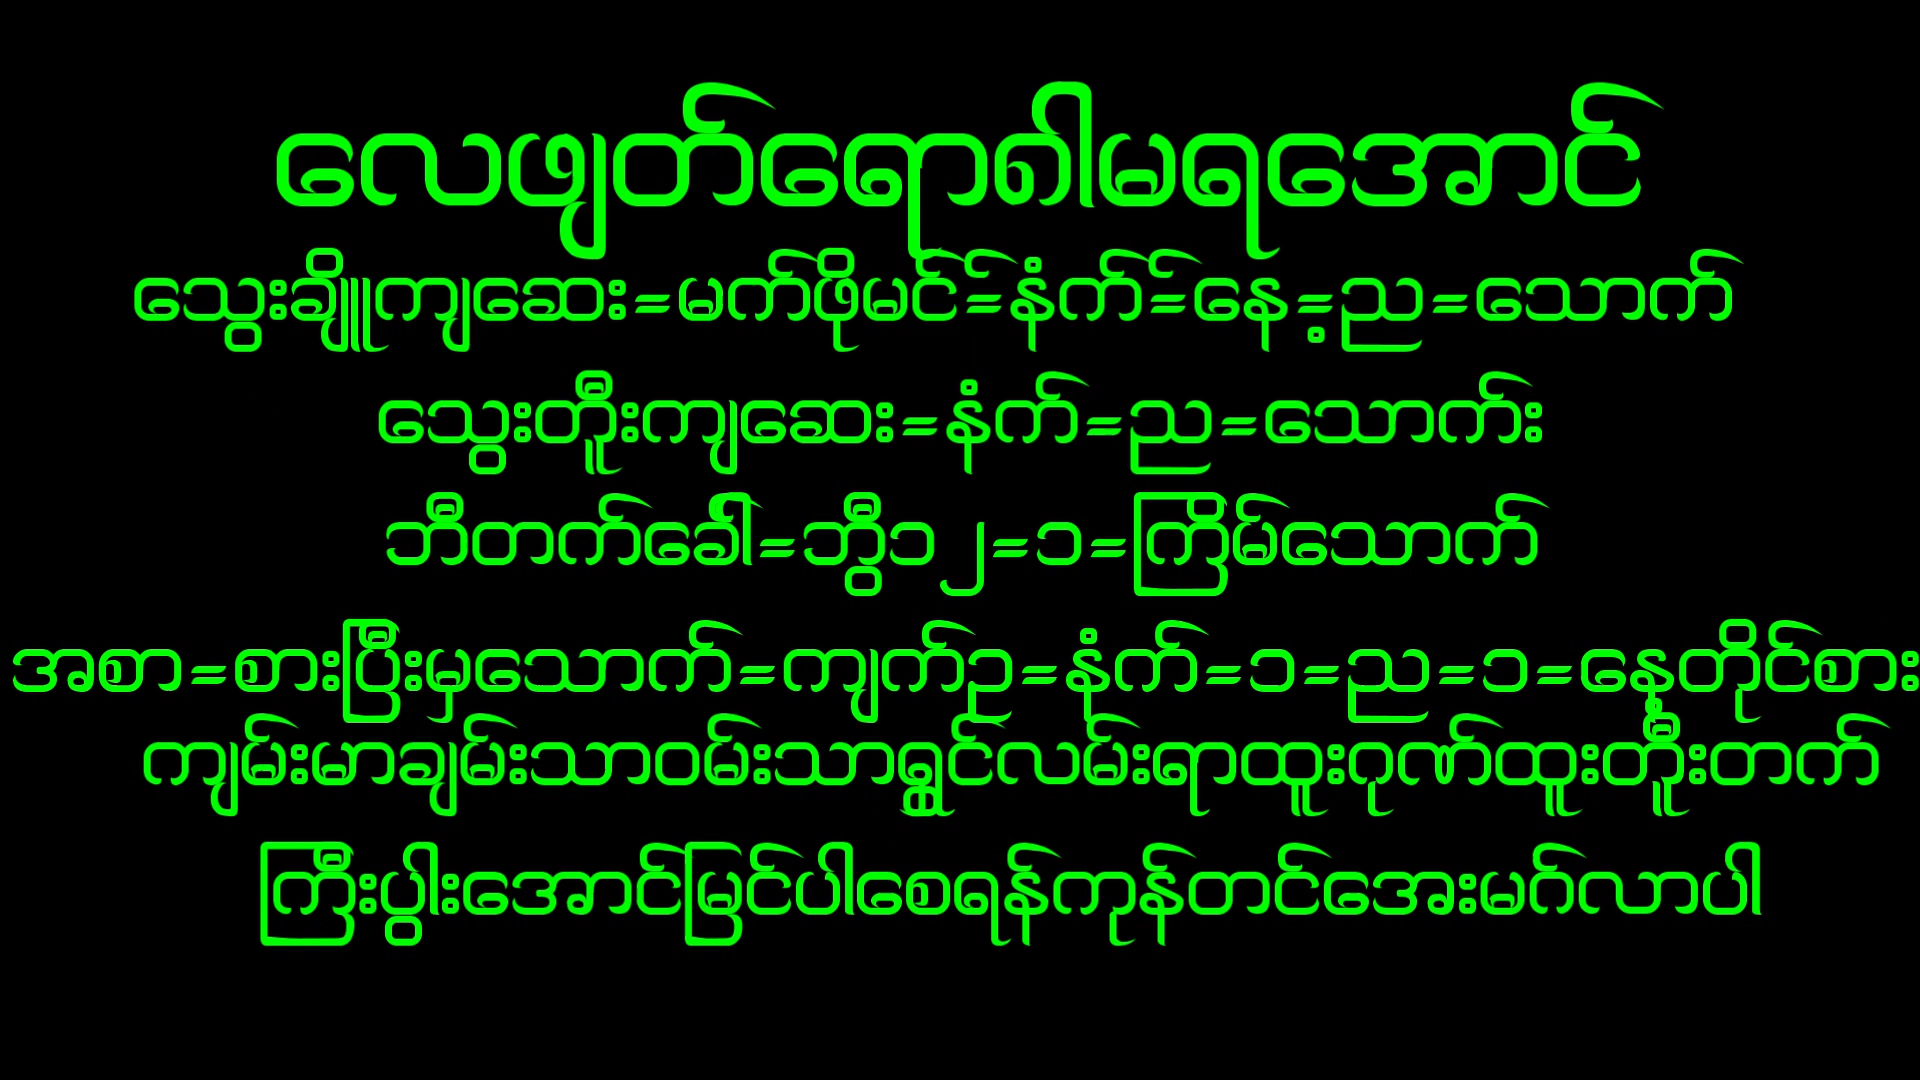 လေဖျတ်ရောဂါမရအောင်
သွေးချိူကျဆေး=မက်ဖိုမင်=်နံက်=်နေ=့ည=သောက်
သွေးတိူးကျဆေး=နံက်=ည=သောက်း
ဘီတက်ခေါ်=ဘွီ၁၂=၁=ကြိမ်သောက်
အစာ=စားပြီးမှသောက်=ကျက်ဥ=နံက်=၁=ည=၁=နေ့တိုင်စား
ကျမ်းမာချမ်းသာဝမ်းသာရွှင်လမ်းရာထူးဂုဏ်ထူးတီူးတက်
ကြီးပွါးအောင်မြင်ပါစေရန်ကုန်တင်အေးမင်္ဂလာပါ